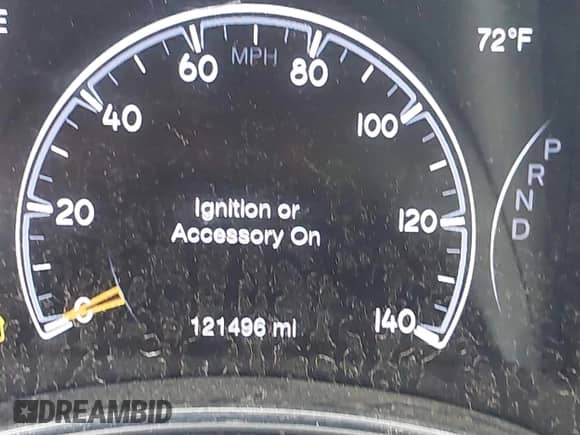 E
72°F
MPH
0
20
40
60
80
100
120
140
Ignition or
Accessory On
121496 mi
P
R
N
D
DREAMBID